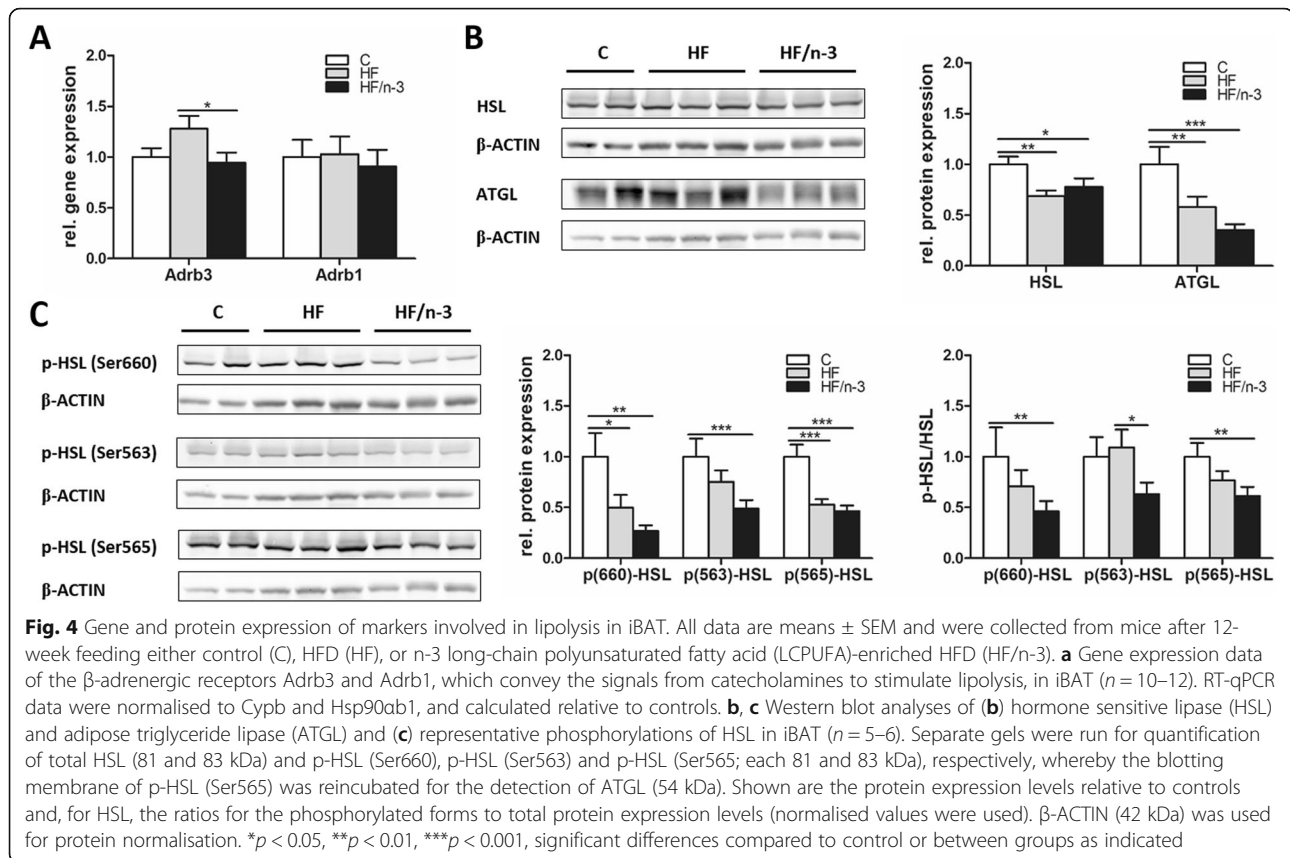 A
2.0
1.5
1.0
0.5
0.0
rel. gene expression
C
HF
HF/n-3
*
Adrb3 Adrb1
B
C HF HF/n-3
HSL
β-ACTIN
ATGL
β-ACTIN
2.0
1.5
1.0
0.5
0.0
rel. protein expression
C
HF
HF/n-3
*
**
***
**
HSL ATGL
C
C HF HF/n-3
p-HSL (Ser660)
β-ACTIN
p-HSL (Ser563)
β-ACTIN
p-HSL (Ser565)
β-ACTIN
2.0
1.5
1.0
0.5
0.0
rel. protein expression
C
HF
HF/n-3
**
*
***
***
***
p(660)-HSL p(563)-HSL p(565)-HSL
2.0
1.5
1.0
0.5
0.0
p-HSL/HSL
C
HF
HF/n-3
**
*
**
p(660)-HSL p(563)-HSL p(565)-HSL
Fig. 4 Gene and protein expression of markers involved in lipolysis in iBAT. All data are means ± SEM and were collected from mice after 12-
week feeding either control (C), HFD (HF), or n-3 long-chain polyunsaturated fatty acid (LCPUFA)-enriched HFD (HF/n-3). a Gene expression data
of the β-adrenergic receptors Adrb3 and Adrb1, which convey the signals from catecholamines to stimulate lipolysis, in iBAT (n = 10–12). RT-qPCR
data were normalised to Cypb and Hsp90αb1, and calculated relative to controls. b, c Western blot analyses of (b) hormone sensitive lipase (HSL)
and adipose triglyceride lipase (ATGL) and (c) representative phosphorylations of HSL in iBAT (n = 5–6). Separate gels were run for quantification
of total HSL (81 and 83 kDa) and p-HSL (Ser660), p-HSL (Ser563) and p-HSL (Ser565; each 81 and 83 kDa), respectively, whereby the blotting
membrane of p-HSL (Ser565) was reincubated for the detection of ATGL (54 kDa). Shown are the protein expression levels relative to controls
and, for HSL, the ratios for the phosphorylated forms to total protein expression levels (normalised values were used). β-ACTIN (42 kDa) was used
for protein normalisation. *p < 0.05, **p < 0.01, ***p < 0.001, significant differences compared to control or between groups as indicated